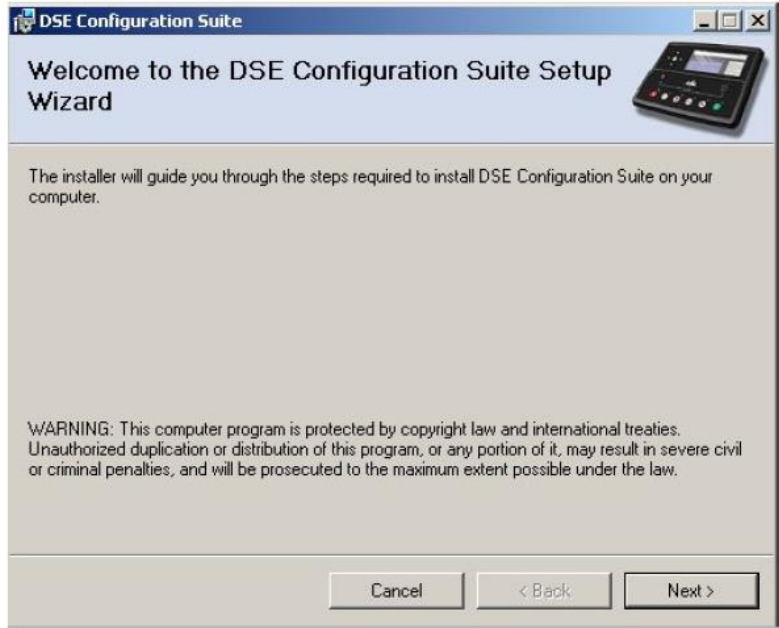 DSE Configuration Suite
Welcome to the DSE Configuration Suite Setup
Wizard
The installer will guide you through the steps required to install DSE Configuration Suite on your
computer.
WARNING: This computer program is protected by copyright law and international treaties.
Unauthorized duplication or distribution of this program, or any portion of it, may result in severe civil
or criminal penalties, and will be prosecuted to the maximum extent possible under the law.
Cancel
< Back
Next >